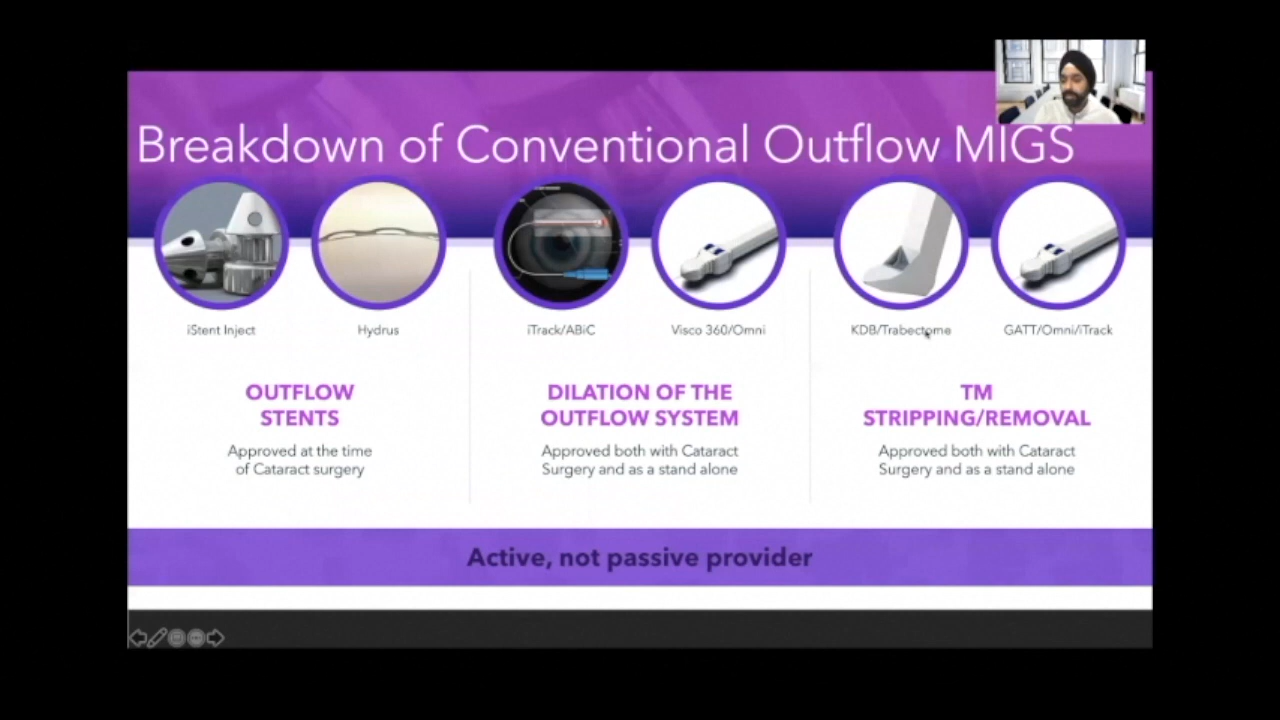 Breakdown of Conventional Outflow MIGS
iStent Inject
Hydrus
iTrack/ABiC
Visco 360/Omni
KDB/Trabectome
GATT/Omni/iTrack
OUTFLOW
STENTS
Approved at the time
of Cataract surgery
DILATION OF THE
OUTFLOW SYSTEM
Approved both with Cataract
Surgery and as a stand alone
TM
STRIPPING/REMOVAL
Approved both with Cataract
Surgery and as a stand alone
Active, not passive provider